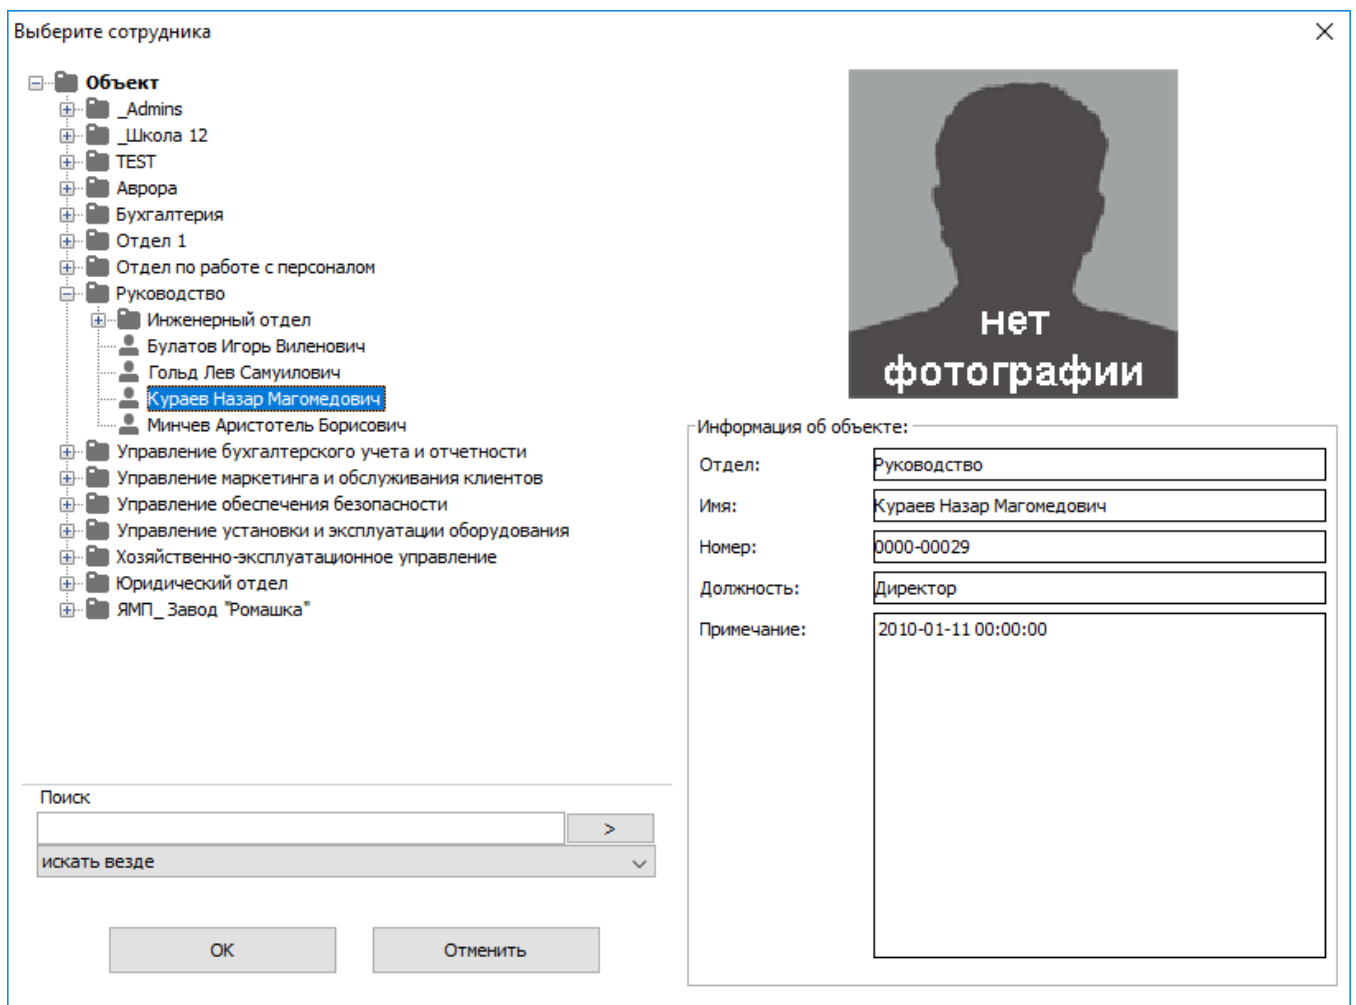 Выберите сотрудника
Объект
_Admins
_Школа 12
TEST
Аврора
Бухгалтерия
Отдел 1
Отдел по работе с персоналом
Руководство
Инженерный отдел
Булатов Игорь Виленович
Гольд Лев Самуилович
Кураев Назар Магомедович
Минчев Аристотель Борисович
Управление бухгалтерского учета и отчетности
Управление маркетинга и обслуживания клиентов
Управление обеспечения безопасности
Управление установки и эксплуатации оборудования
Хозяйственно-эксплуатационное управление
Юридический отдел
ЯМП_ Завод "Ромашка"
Поиск
>
искать везде
ОК
Отменить
нет
фотографии
Информация об объекте:
Отдел: Руководство
Имя: Кураев Назар Магомедович
Номер: 0000-00029
Должность: Директор
Примечание: 2010-01-11 00:00:00